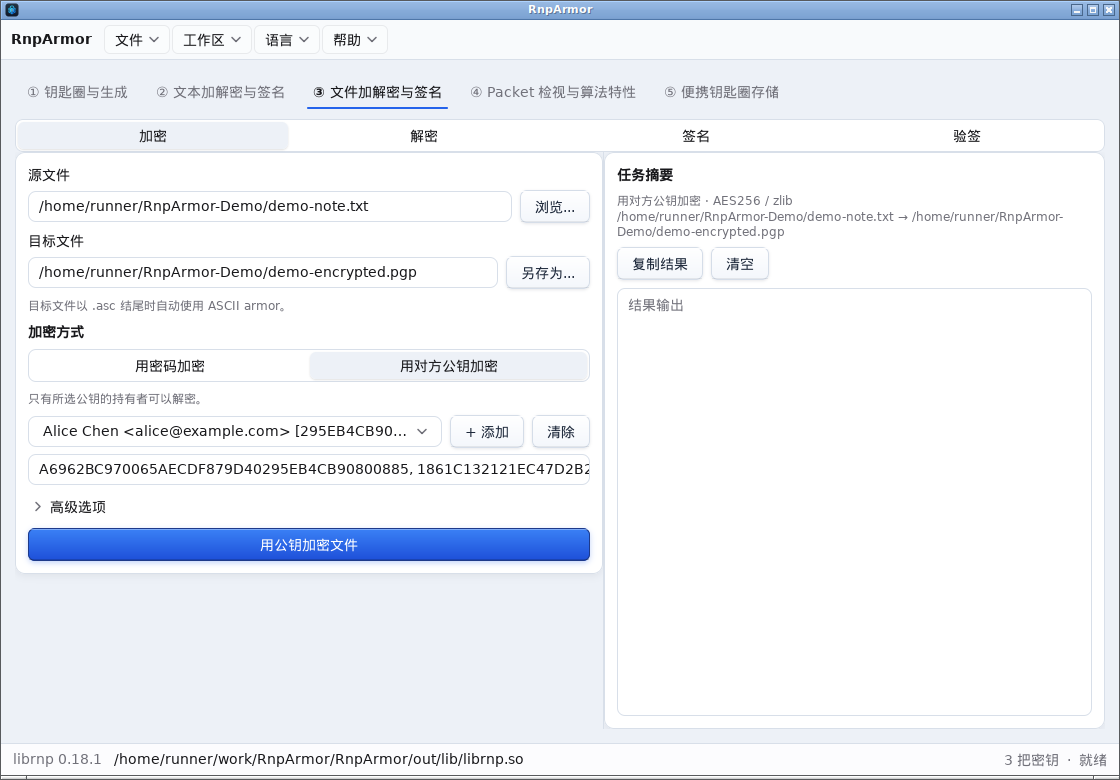 RnpArmor
RnpArmor 文件 工作区 语言 帮助
① 钥匙圈与生成 ② 文本加解密与签名 ③ 文件加解密与签名 ④ Packet 检视与算法特性 ⑤ 便携钥匙圈存储
加密 解密 签名 验签
源文件
/home/runner/RnpArmor-Demo/demo-note.txt 浏览...
目标文件
/home/runner/RnpArmor-Demo/demo-encrypted.pgp 另存为...
目标文件以 .asc 结尾时自动使用 ASCII armor。
加密方式
用密码加密 用对方公钥加密
只有所选公钥的持有者可以解密。
Alice Chen <alice@example.com> [295EB4CB90... + 添加 清除
A6962BC970065AECDF879D40295EB4CB90800885, 1861C132121EC47D2B2
高级选项
用公钥加密文件
任务摘要
用对方公钥加密 · AES256 / zlib
/home/runner/RnpArmor-Demo/demo-note.txt → /home/runner/RnpArmor-
Demo/demo-encrypted.pgp
复制结果 清空
结果输出
librnp 0.18.1 /home/runner/work/RnpArmor/RnpArmor/out/lib/librnp.so 3 把密钥 · 就绪